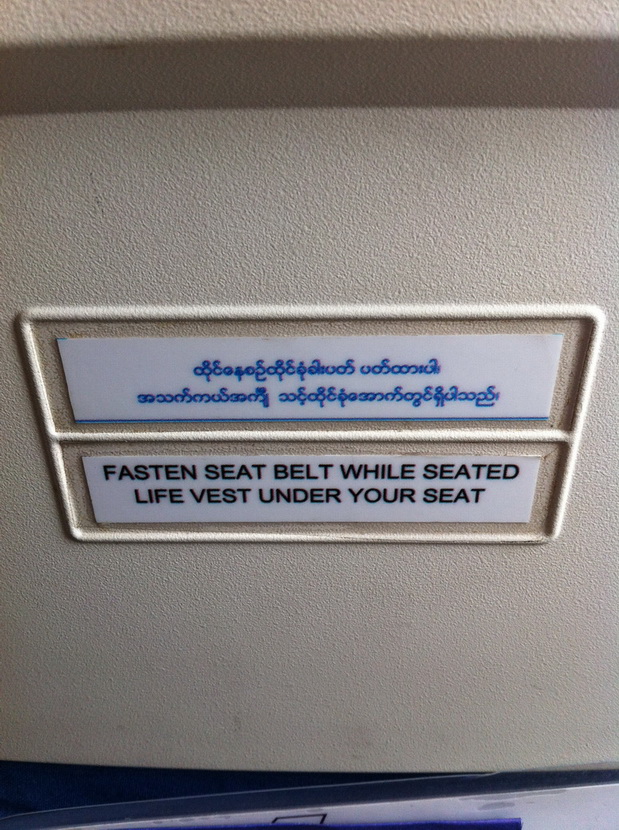 ထိုင်နေစဉ်ထိုင်ခုံခါးပတ် ပတ်ထားပါ၊
အသက်ကယ်အကျီ သင့်ထိုင်ခုံအောက်တွင်ရှိပါသည်။
FASTEN SEAT BELT WHILE SEATED
LIFE VEST UNDER YOUR SEAT